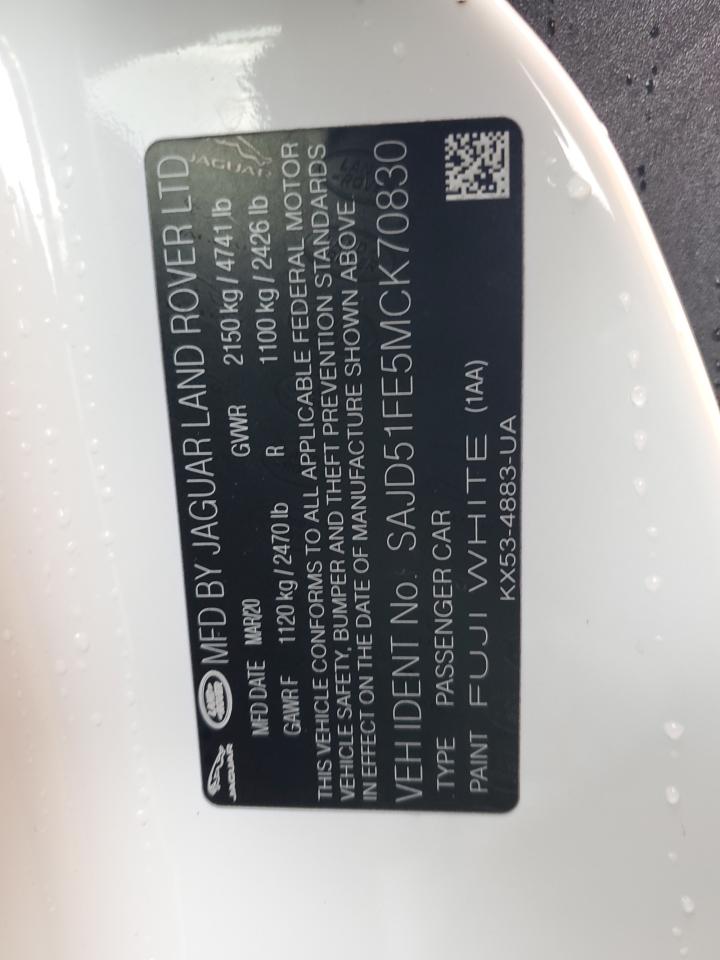 JAGUAR LAND ROVER MFD BY JAGUAR LAND ROVER LTD JAGUAR
MFD DATE MAR20 GVWR 2150 kg / 4741 lb
GAWR F 1120 kg / 2470 lb R 1100 kg / 2426 lb
THIS VEHICLE CONFORMS TO ALL APPLICABLE FEDERAL MOTOR
VEHICLE SAFETY, BUMPER AND THEFT PREVENTION STANDARDS
IN EFFECT ON THE DATE OF MANUFACTURE SHOWN ABOVE.
VEH IDENT No. SAJD51FE5MCK70830
TYPE PASSENGER CAR
PAINT FUJI WHITE (1AA)
KX53-4883-UA